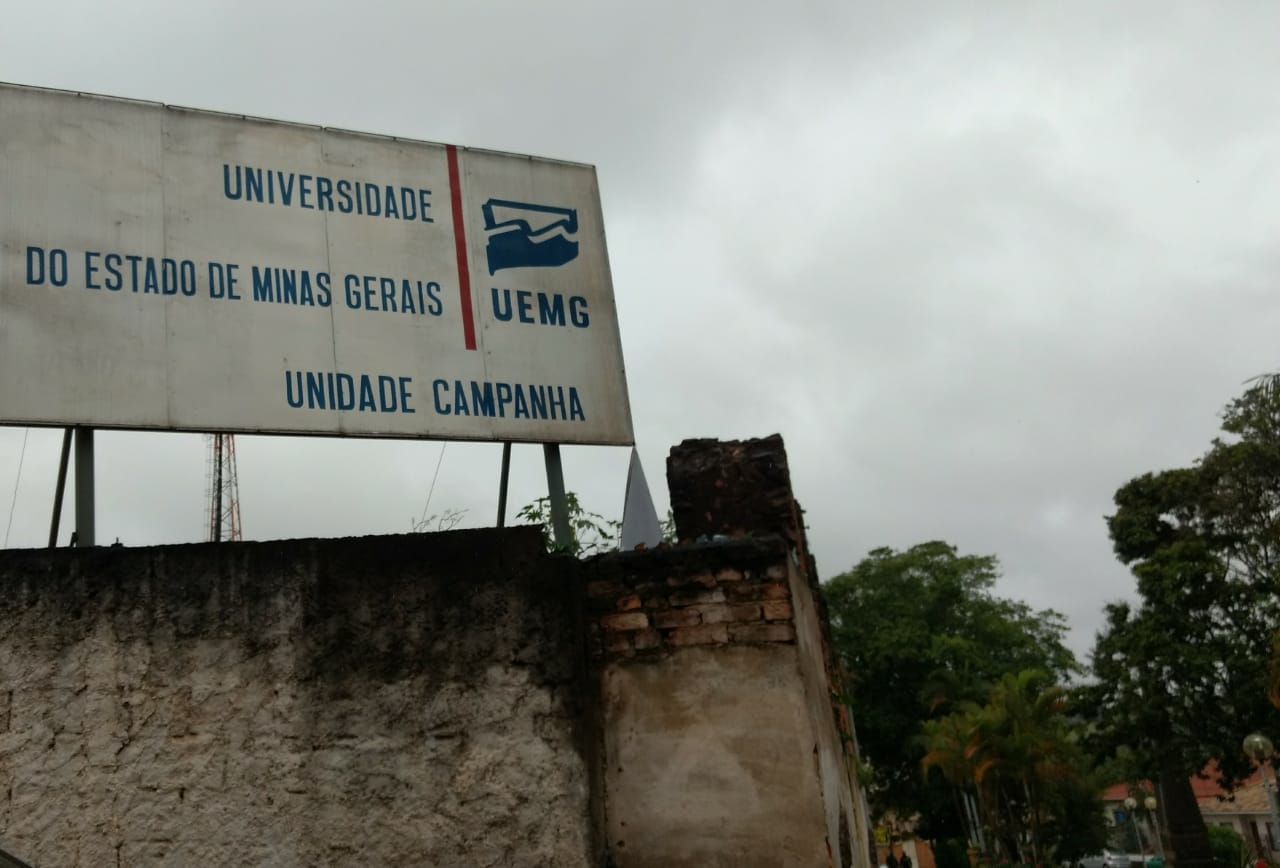 UNIVERSIDADE
DO ESTADO DE MINAS GERAIS
UEMG
UNIDADE CAMPANHA